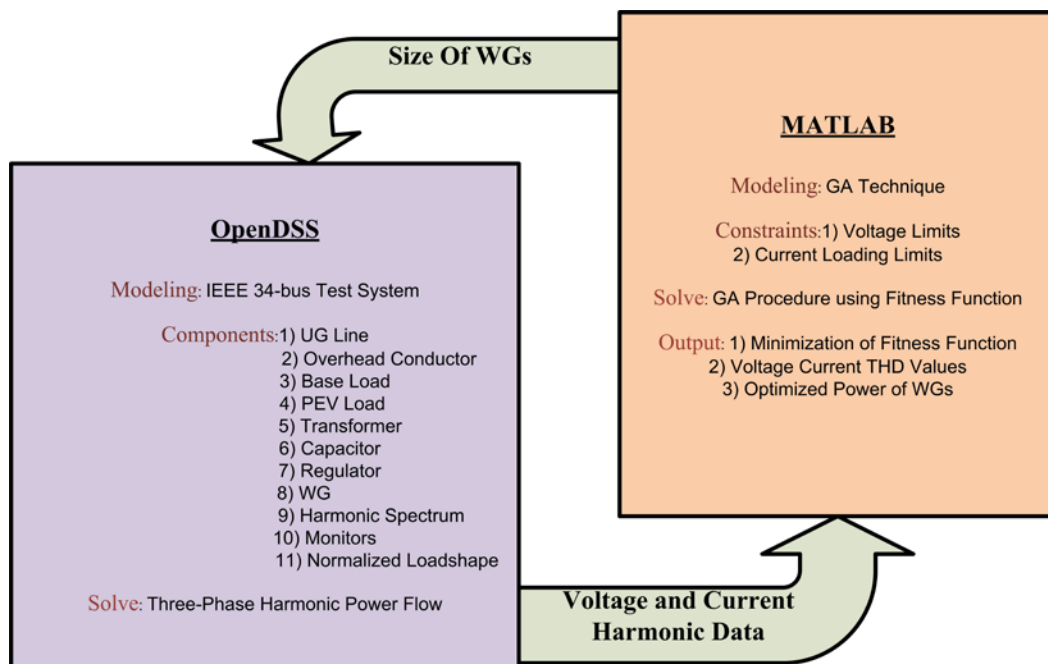 Size Of WGs
OpenDSS
Modeling: IEEE 34-bus Test System
Components:1) UG Line
2) Overhead Conductor
3) Base Load
4) PEV Load
5) Transformer
6) Capacitor
7) Regulator
8) WG
9) Harmonic Spectrum
10) Monitors
11) Normalized Loadshape
Solve: Three-Phase Harmonic Power Flow
MATLAB
Modeling: GA Technique
Constraints:1) Voltage Limits
2) Current Loading Limits
Solve: GA Procedure using Fitness Function
Output: 1) Minimization of Fitness Function
2) Voltage Current THD Values
3) Optimized Power of WGs
Voltage and Current
Harmonic Data